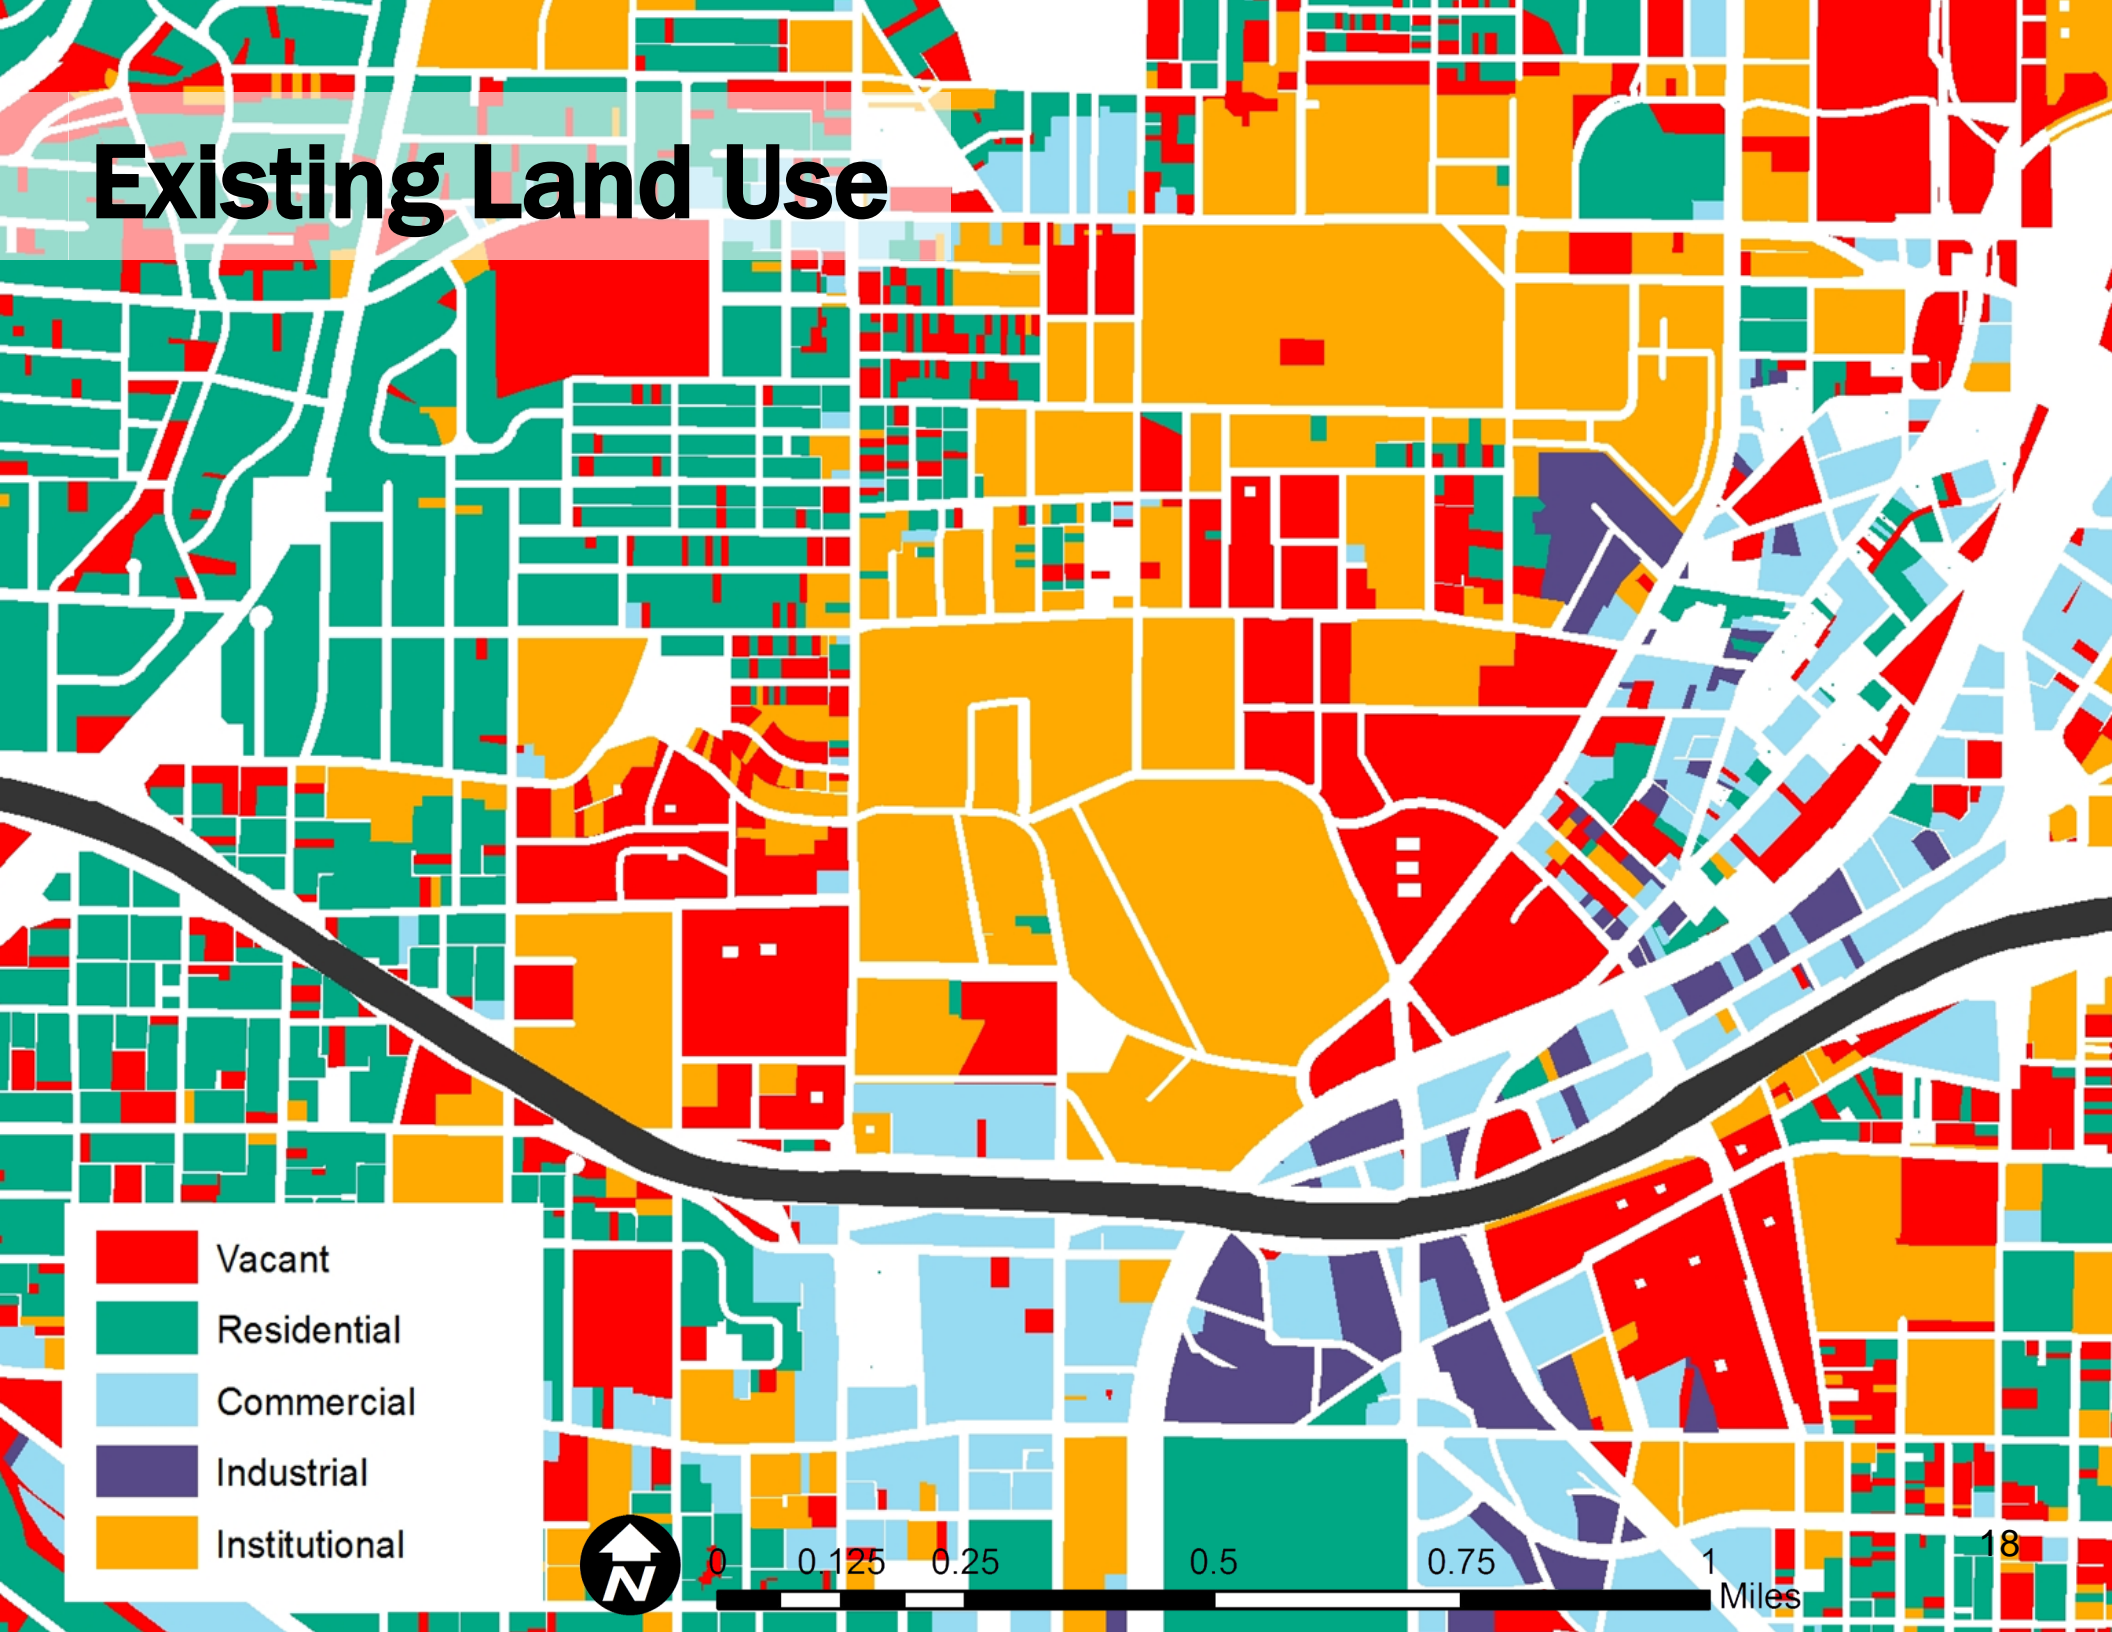 Existing Land Use
Vacant
Residential
Commercial
Industrial
Institutional
N
0 0.125 0.25 0.5 0.75 1
Miles
18